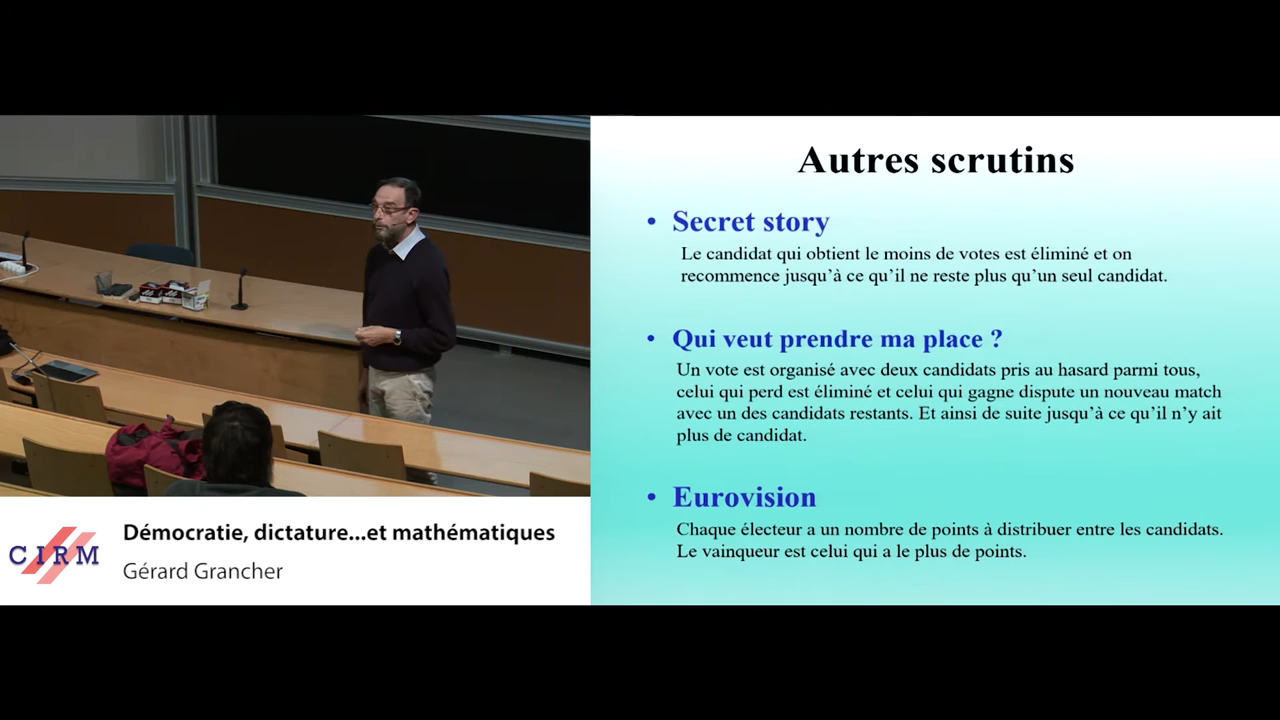 Autres scrutins
• Secret story
Le candidat qui obtient le moins de votes est éliminé et on
recommence jusqu'à ce qu'il ne reste plus qu'un seul candidat.
• Qui veut prendre ma place ?
Un vote est organisé avec deux candidats pris au hasard parmi tous,
celui qui perd est éliminé et celui qui gagne dispute un nouveau match
avec un des candidats restants. Et ainsi de suite jusqu'à ce qu'il n'y ait
plus de candidat.
• Eurovision
Chaque électeur a un nombre de points à distribuer entre les candidats.
Le vainqueur est celui qui a le plus de points.
CIRM
Démocratie, dictature...et mathématiques
Gérard Grancher